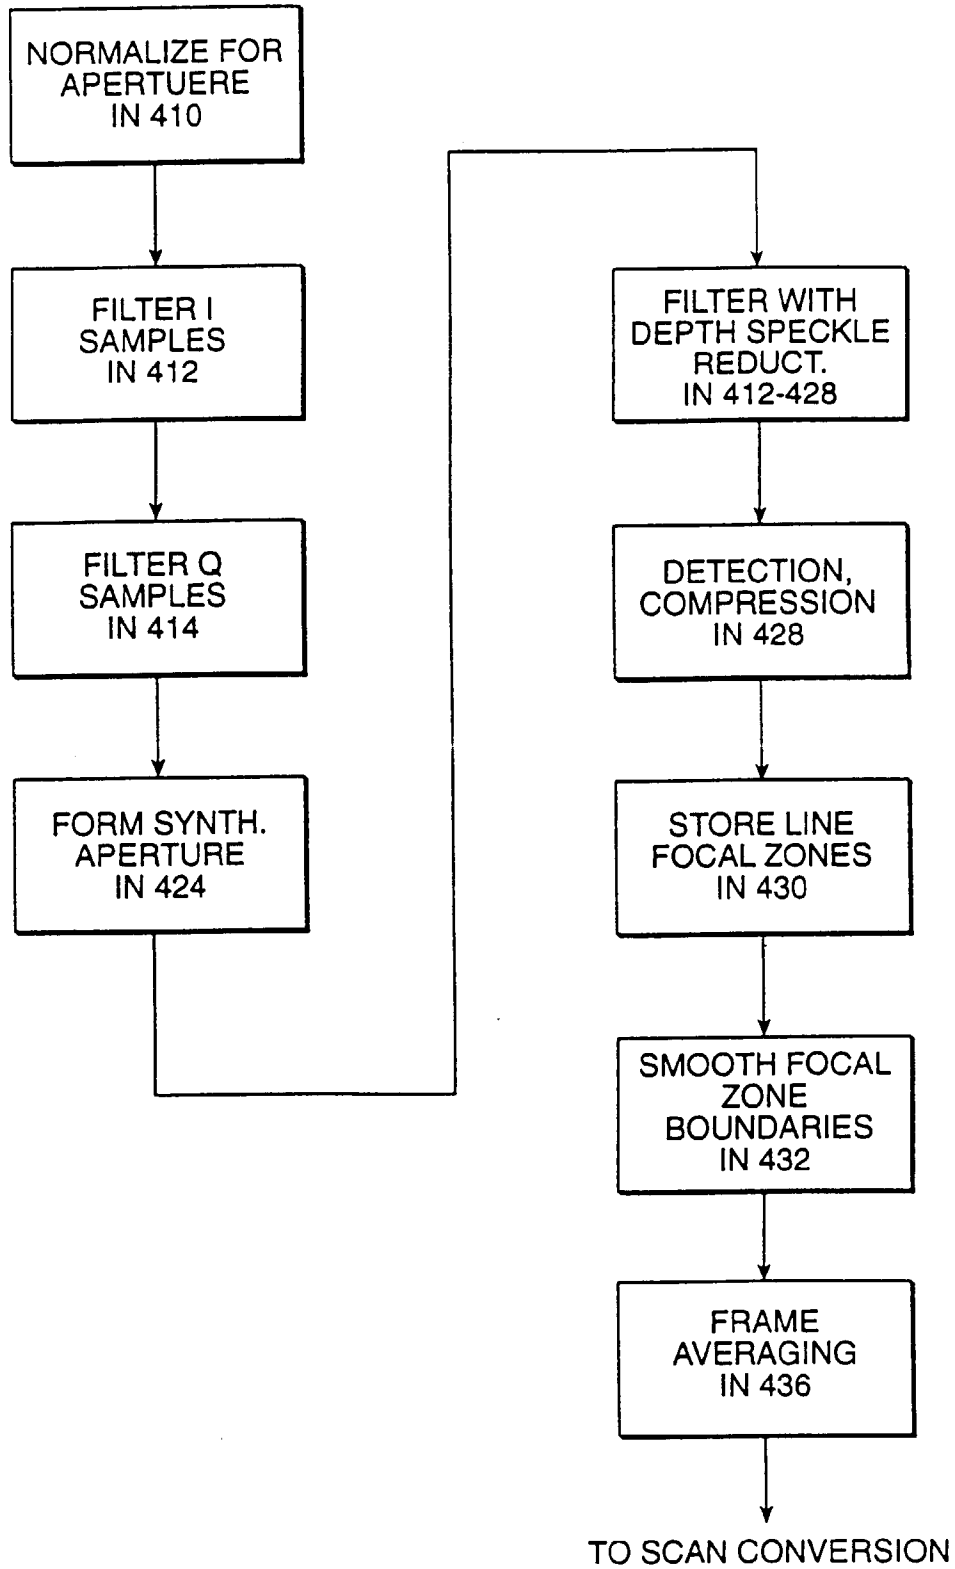 NORMALIZE FOR
APERTUERE
IN 410
FILTER I
SAMPLES
IN 412
FILTER Q
SAMPLES
IN 414
FORM SYNTH.
APERTURE
IN 424
FILTER WITH
DEPTH SPECKLE
REDUCT.
IN 412-428
DETECTION,
COMPRESSION
IN 428
STORE LINE
FOCAL ZONES
IN 430
SMOOTH FOCAL
ZONE
BOUNDARIES
IN 432
FRAME
AVERAGING
IN 436
TO SCAN CONVERSION